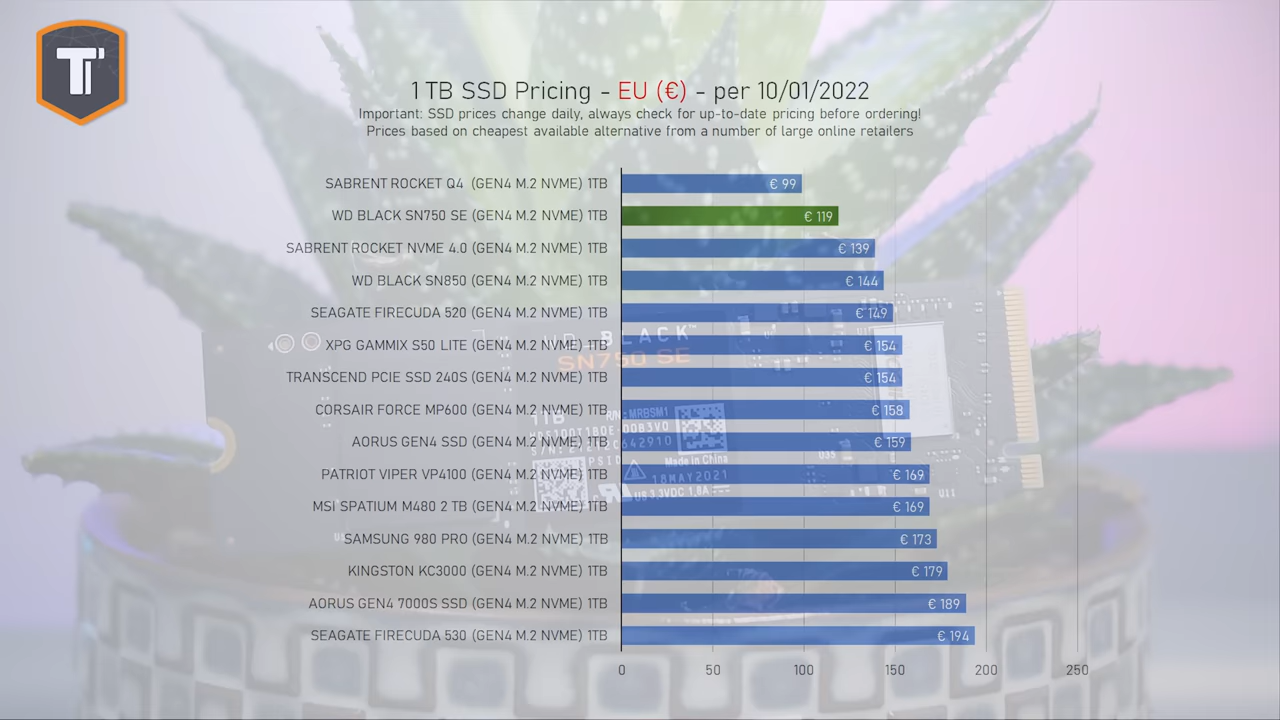 1 TB SSD Pricing - EU (€) - per 10/01/2022
Important: SSD prices change daily, always check for up-to-date pricing before ordering!
Prices based on cheapest available alternative from a number of large online retailers
SABRENT ROCKET Q4 (GEN4 M.2 NVME) 1TB € 99
WD BLACK SN750 SE (GEN4 M.2 NVME) 1TB € 119
SABRENT ROCKET NVME 4.0 (GEN4 M.2 NVME) 1TB € 139
WD BLACK SN850 (GEN4 M.2 NVME) 1TB € 144
SEAGATE FIRECUDA 520 (GEN4 M.2 NVME) 1TB € 149
BLACK™
XPG GAMMIX S50 LITE (GEN4 M.2 NVME) 1TB € 154
SN750 SE
TRANSCEND PCIE SSD 240S (GEN4 M.2 NVME) 1TB € 154
CORSAIR FORCE MP600 (GEN4 M.2 NVME) 1TB € 158
1TB
AORUS GEN4 SSD (GEN4 M.2 NVME) 1TB € 159
Made in China
PATRIOT VIPER VP4100 (GEN4 M.2 NVME) 1TB € 169
18MAY2021
MSI SPATIUM M480 2 TB (GEN4 M.2 NVME) 1TB € 169
SAMSUNG 980 PRO (GEN4 M.2 NVME) 1TB € 173
KINGSTON KC3000 (GEN4 M.2 NVME) 1TB € 179
AORUS GEN4 7000S SSD (GEN4 M.2 NVME) 1TB € 189
SEAGATE FIRECUDA 530 (GEN4 M.2 NVME) 1TB € 194
0 50 100 150 200 250